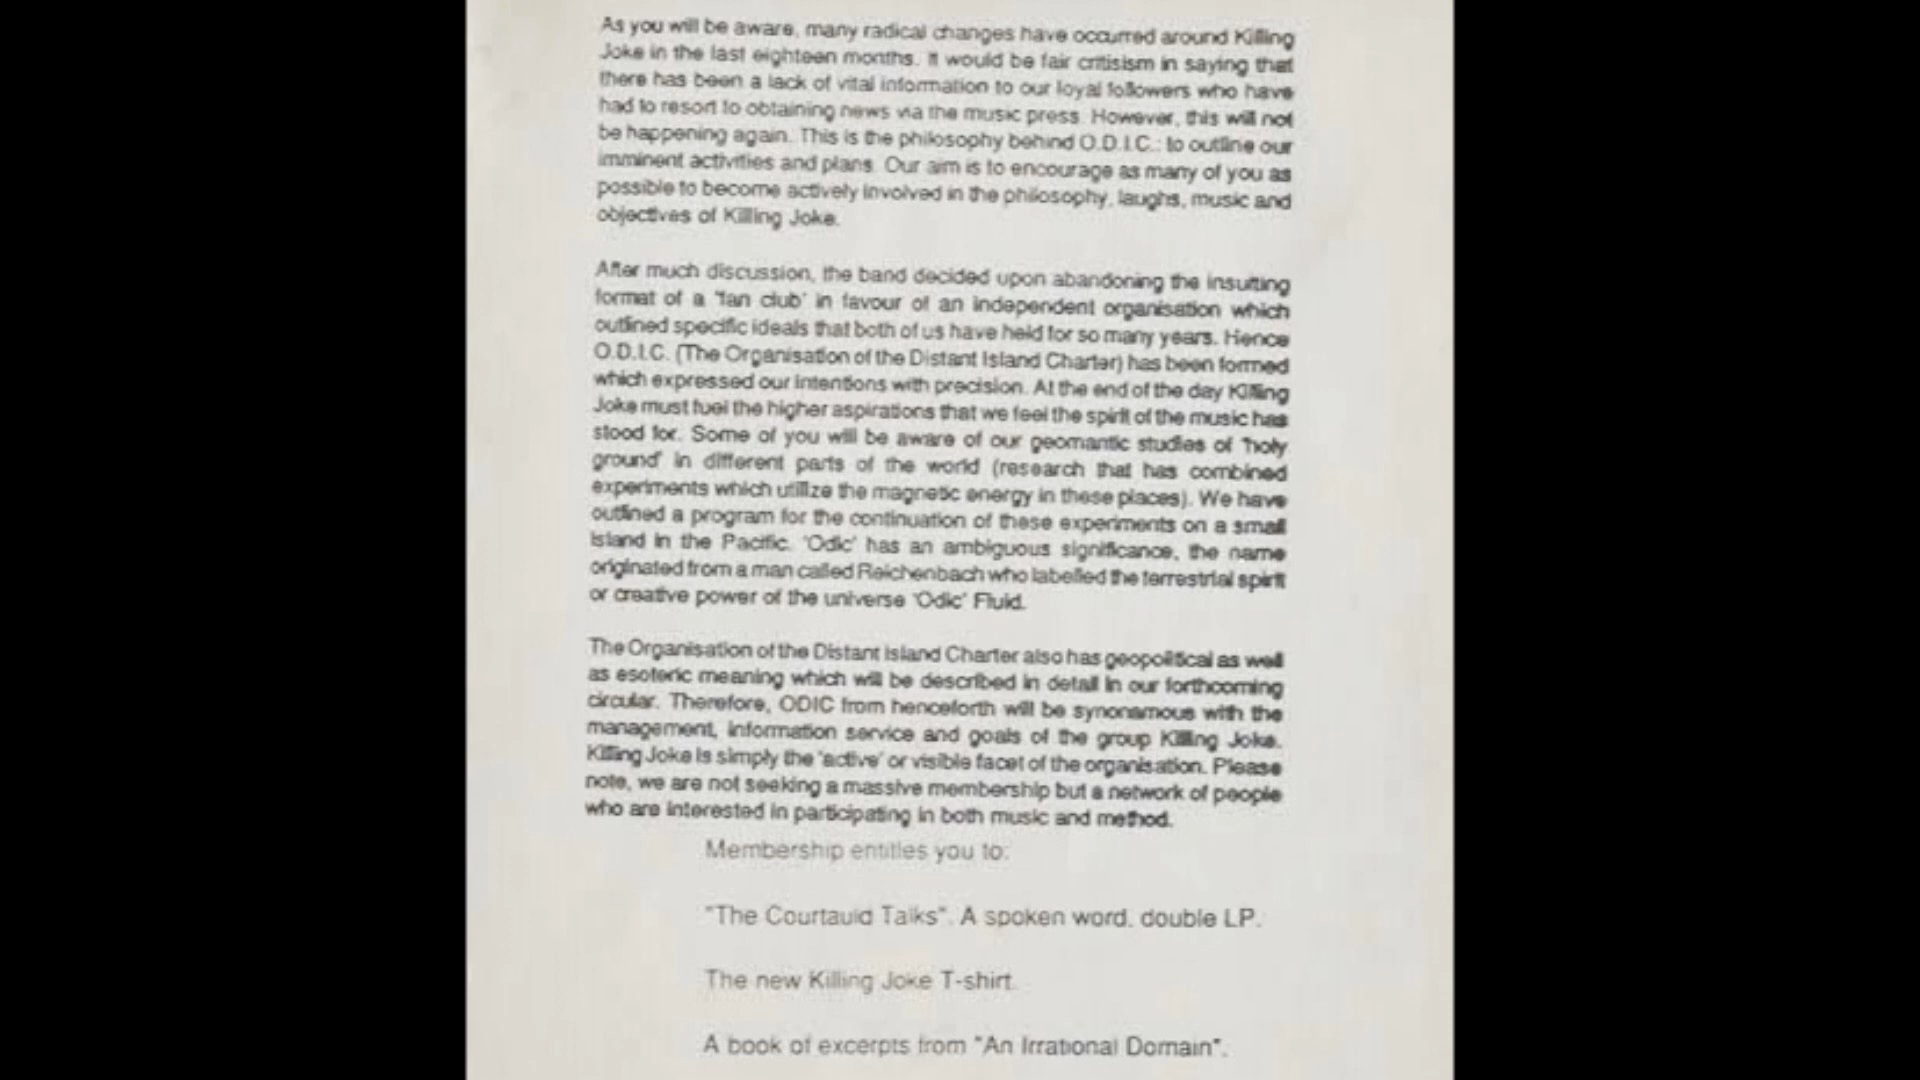 As you will be aware, many radical changes have occurred around Killing
Joke in the last eighteen months. It would be fair critisism in saying that
there has been a lack of vital information to our loyal followers who have
had to resort to obtaining news via the music press. However, this will not
be happening again. This is the philosophy behind O.D.I.C.: to outline our
imminent activities and plans. Our aim is to encourage as many of you as
possible to become actively involved in the philosophy, laughs, music and
objectives of Killing Joke.
After much discussion, the band decided upon abandoning the insulting
format of a 'fan club' in favour of an independent organisation which
outlined specific ideals that both of us have held for so many years. Hence
O.D.I.C. (The Organisation of the Distant Island Charter) has been formed
which expressed our intentions with precision. At the end of the day Killing
Joke must fuel the higher aspirations that we feel the spirit of the music has
stood for. Some of you will be aware of our geomantic studies of 'holy
ground' in different parts of the world (research that has combined
experiments which utilize the magnetic energy in these places). We have
outlined a program for the continuation of these experiments on a small
Island in the Pacific. 'Odic' has an ambiguous significance, the name
originated from a man called Reichenbach who labelled the terrestrial spirit
or creative power of the universe 'Odic' Fluid.
The Organisation of the Distant Island Charter also has geopolitical as well
as esoteric meaning which will be described in detail in our forthcoming
circular. Therefore, ODIC from henceforth will be synonamous with the
management, information service and goals of the group Killing Joke.
Killing Joke is simply the 'active' or visible facet of the organisation. Please
note, we are not seeking a massive membership but a network of people
who are interested in participating in both music and method.
Membership entitles you to:
"The Courtauld Talks". A spoken word, double LP.
The new Killing Joke T-shirt.
A book of excerpts from "An Irrational Domain".